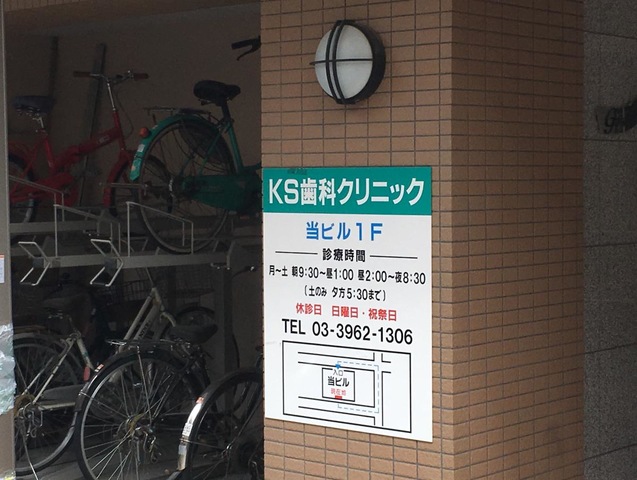 KS歯科クリニック
当ビル1F
診療時間
月～土 朝9:30～昼1:00 昼2:00～夜8:30
(土のみ 夕方5:30まで)
休診日 日曜日・祝祭日
TEL 03-3962-1306
入口
当ビル
現在地